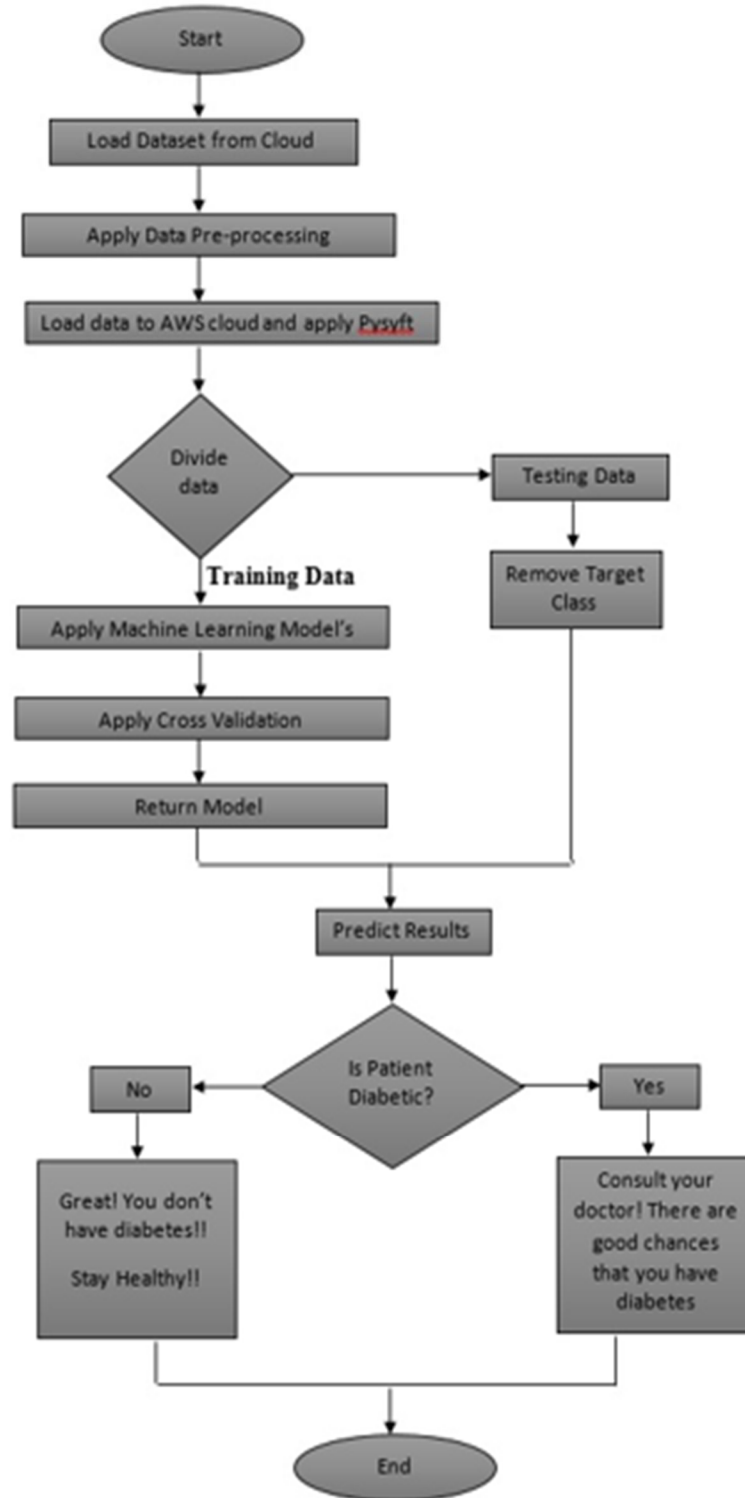 Start
Load Dataset from Cloud
Apply Data Pre-processing
Load data to AWS cloud and apply Pysyft
Divide
data
Testing Data
Remove Target
Class
Training Data
Apply Machine Learning Model's
Apply Cross Validation
Return Model
Predict Results
Is Patient
Diabetic?
No
Yes
Great! You don't
have diabetes!!
Stay Healthy!!
Consult your
doctor! There are
good chances
that you have
diabetes
End